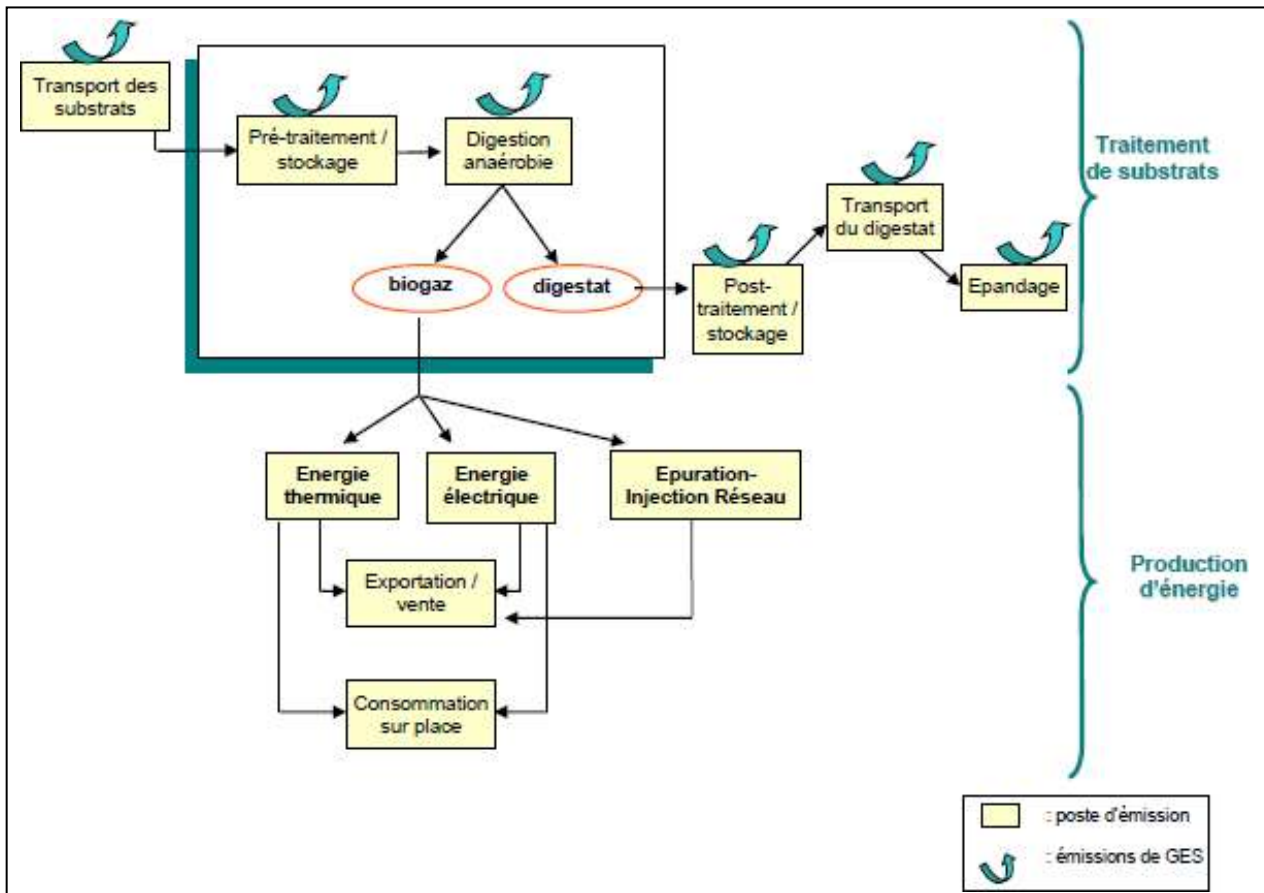 Transport des
substrats
Pré-traitement /
stockage
Digestion
anaérobie
biogaz
digestat
Post-
traitement /
stockage
Transport
du digestat
Epandage
Traitement
de substrats
Energie
thermique
Energie
électrique
Epuration-
Injection Réseau
Exportation /
vente
Consommation
sur place
Production
d'énergie
: poste d'émission
: émissions de GES